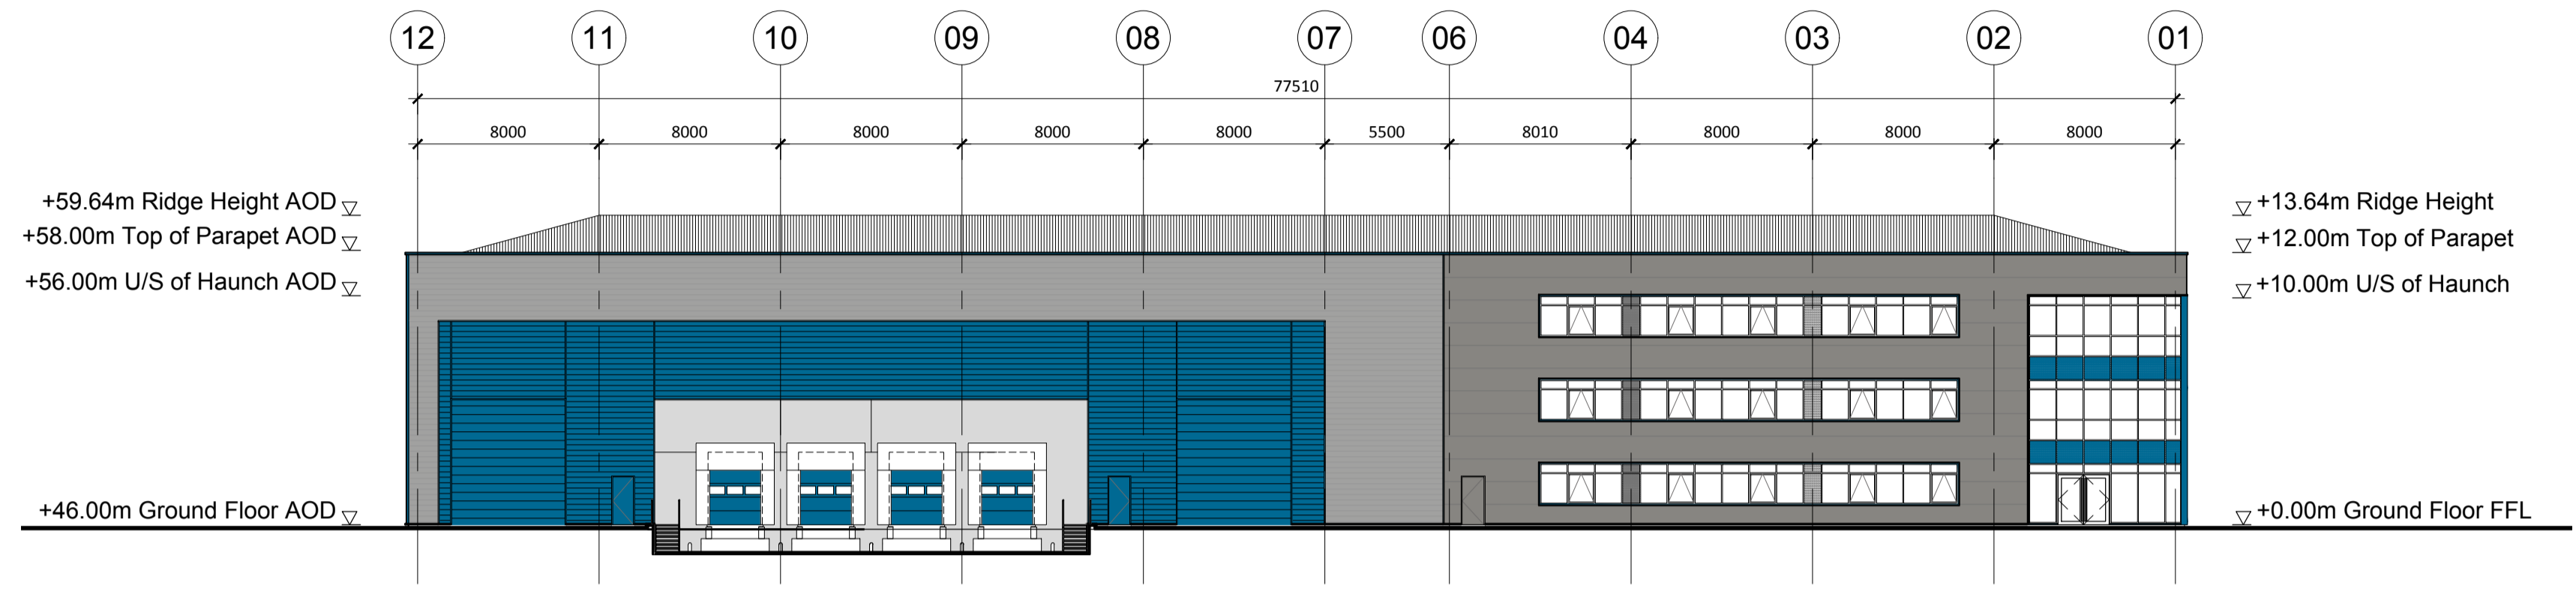 12 11 10 09 08 07 06 04 03 02 01
77510
8000 8000 8000 8000 8000 5500 8010 8000 8000 8000
+59.64m Ridge Height AOD
+58.00m Top of Parapet AOD
+56.00m U/S of Haunch AOD
+46.00m Ground Floor AOD
+13.64m Ridge Height
+12.00m Top of Parapet
+10.00m U/S of Haunch
+0.00m Ground Floor FFL